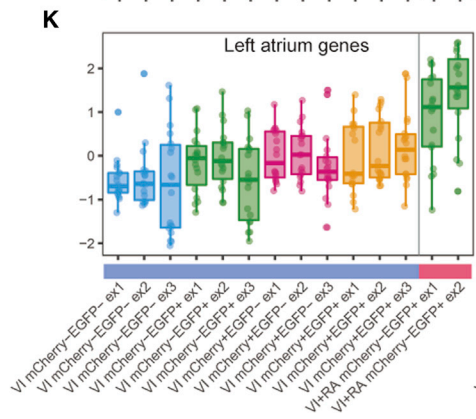 K
Left atrium genes
2
1
0
−1
−2
VI mCherry−EGFP− ex1
VI mCherry−EGFP− ex2
VI mCherry−EGFP− ex3
VI mCherry−EGFP+ ex1
VI mCherry−EGFP+ ex2
VI mCherry−EGFP+ ex3
VI mCherry+EGFP− ex1
VI mCherry+EGFP− ex2
VI mCherry+EGFP− ex3
VI mCherry+EGFP+ ex1
VI mCherry+EGFP+ ex2
VI mCherry+EGFP+ ex3
VI+RA mCherry−EGFP+ ex1
VI+RA mCherry−EGFP+ ex2